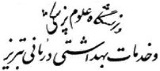 دانشگاه علوم پزشکی
و خدمات بهداشتی درمانی تبریز